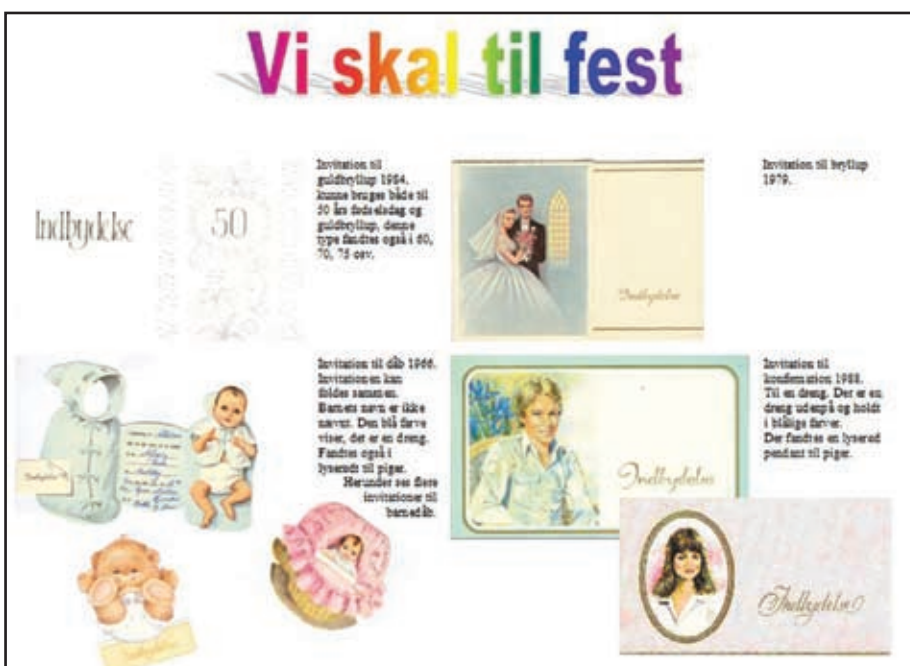 Vi skal til fest
Indbydelse
50
Invitation til
guldbryllup 1984.
kunne bruges både til
50 års fødselsdag og
guldbryllup, denne
type fandtes også i 60,
70, 75 osv.
Indbydelse
Invitation til bryllup
1979.
Invitation til dåb 1966.
Invitationen kan
foldes sammen.
Barnets navn er ikke
nævnt. Den blå farve
viser, det er en dreng.
Fandtes også i
lyserødt til piger.
Herunder ses flere
invitationer til
barnedåb.
Indbydelse
Invitation til
konfirmation 1988.
Til en dreng. Der er en
dreng udenpå og holdt
i blålige farver.
Der fandtes en lyserød
pendant til piger.
Indbydelse